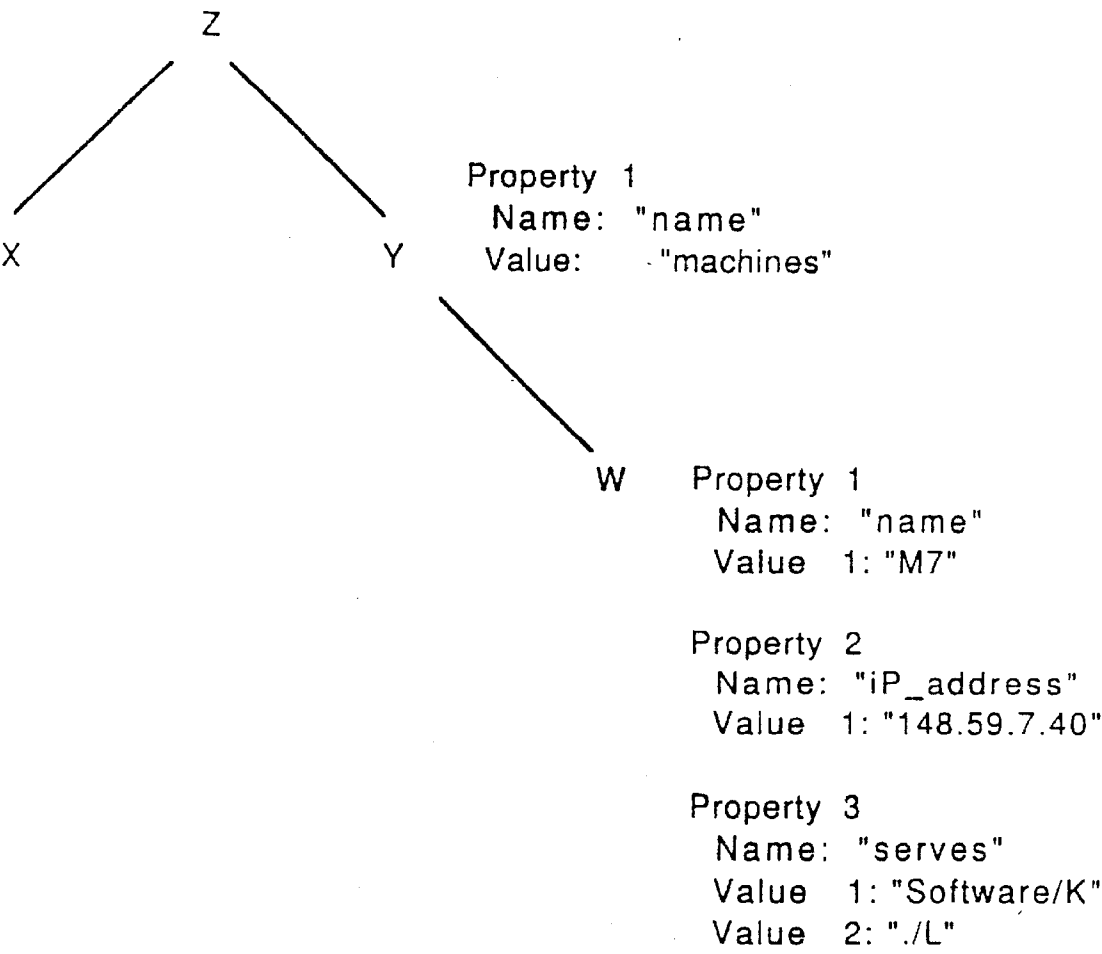 Z
Property 1
Name: "name"
X
Y
Value: "machines"
W
Property 1
Name: "name"
Value 1: "M7"
Property 2
Name: "iP_address"
Value 1: "148.59.7.40"
Property 3
Name: "serves"
Value 1: "Software/K"
Value 2: "./L"